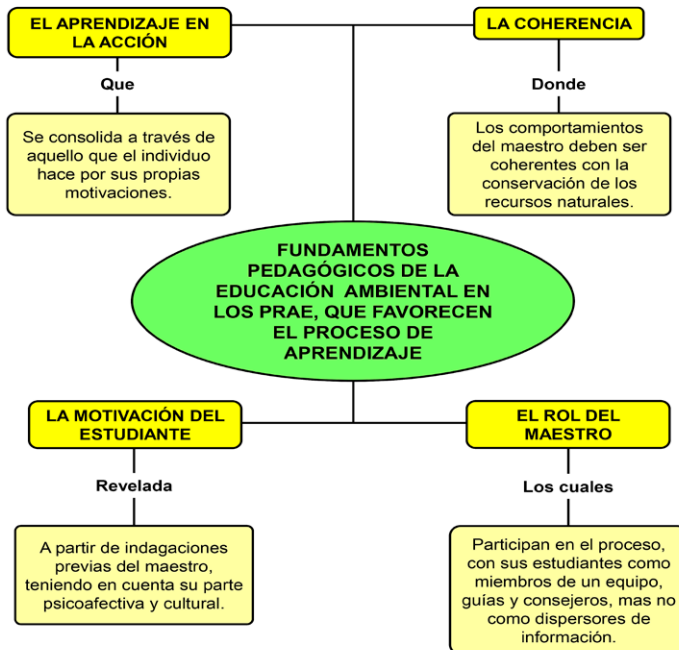 EL APRENDIZAJE EN
LA ACCIÓN
Que
Se consolida a través de
aquello que el individuo
hace por sus propias
motivaciones.
LA COHERENCIA
Donde
Los comportamientos
del maestro deben ser
coherentes con la
conservación de los
recursos naturales.
FUNDAMENTOS
PEDAGÓGICOS DE LA
EDUCACIÓN AMBIENTAL EN
LOS PRAE, QUE FAVORECEN
EL PROCESO DE
APRENDIZAJE
LA MOTIVACIÓN DEL
ESTUDIANTE
Revelada
A partir de indagaciones
previas del maestro,
teniendo en cuenta su parte
psicoafectiva y cultural.
EL ROL DEL
MAESTRO
Los cuales
Participan en el proceso,
con sus estudiantes como
miembros de un equipo,
guías y consejeros, mas no
como dispersores de
información.